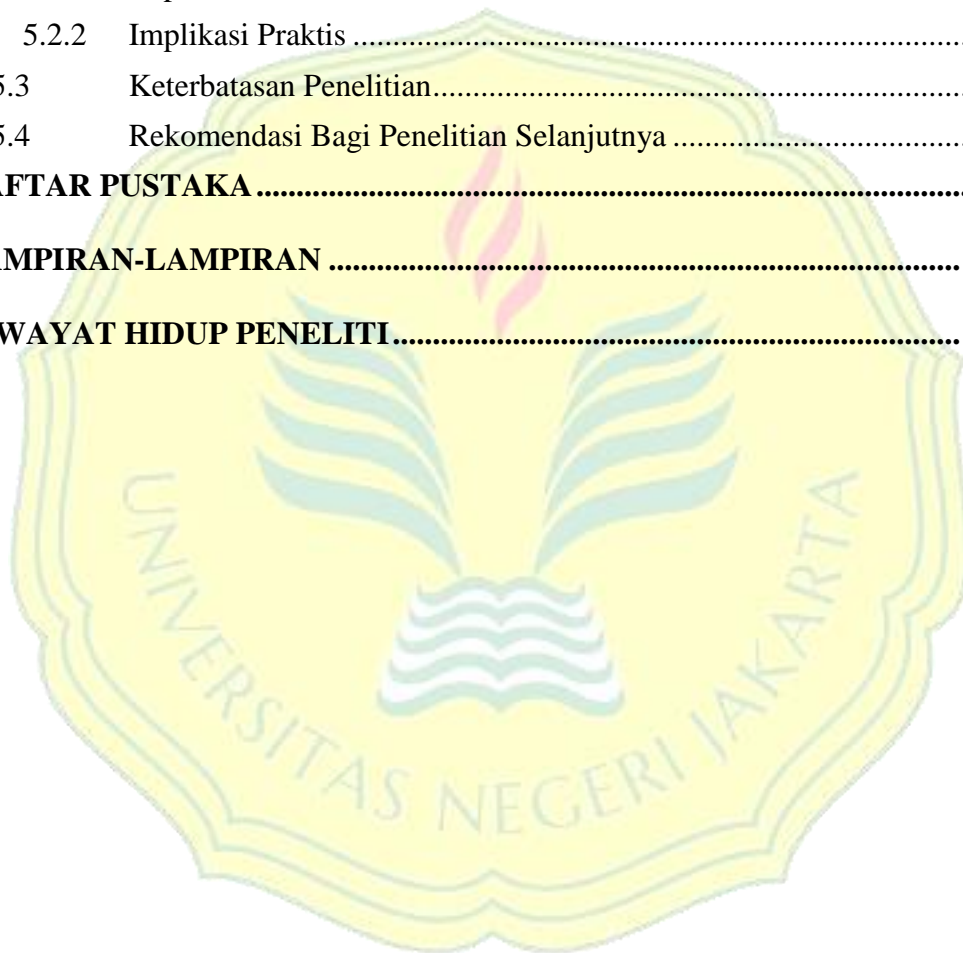 5.2.2 Implikasi Praktis ....................................................................................
5.3 Keterbatasan Penelitian...................................................................
5.4 Rekomendasi Bagi Penelitian Selanjutnya .....................................
AFTAR PUSTAKA.........................................................................................
AMPIRAN-LAMPIRAN ...............................................................................
WAYAT HIDUP PENELITI.......................................................................
UNIVERSITAS NEGERI JAKARTA